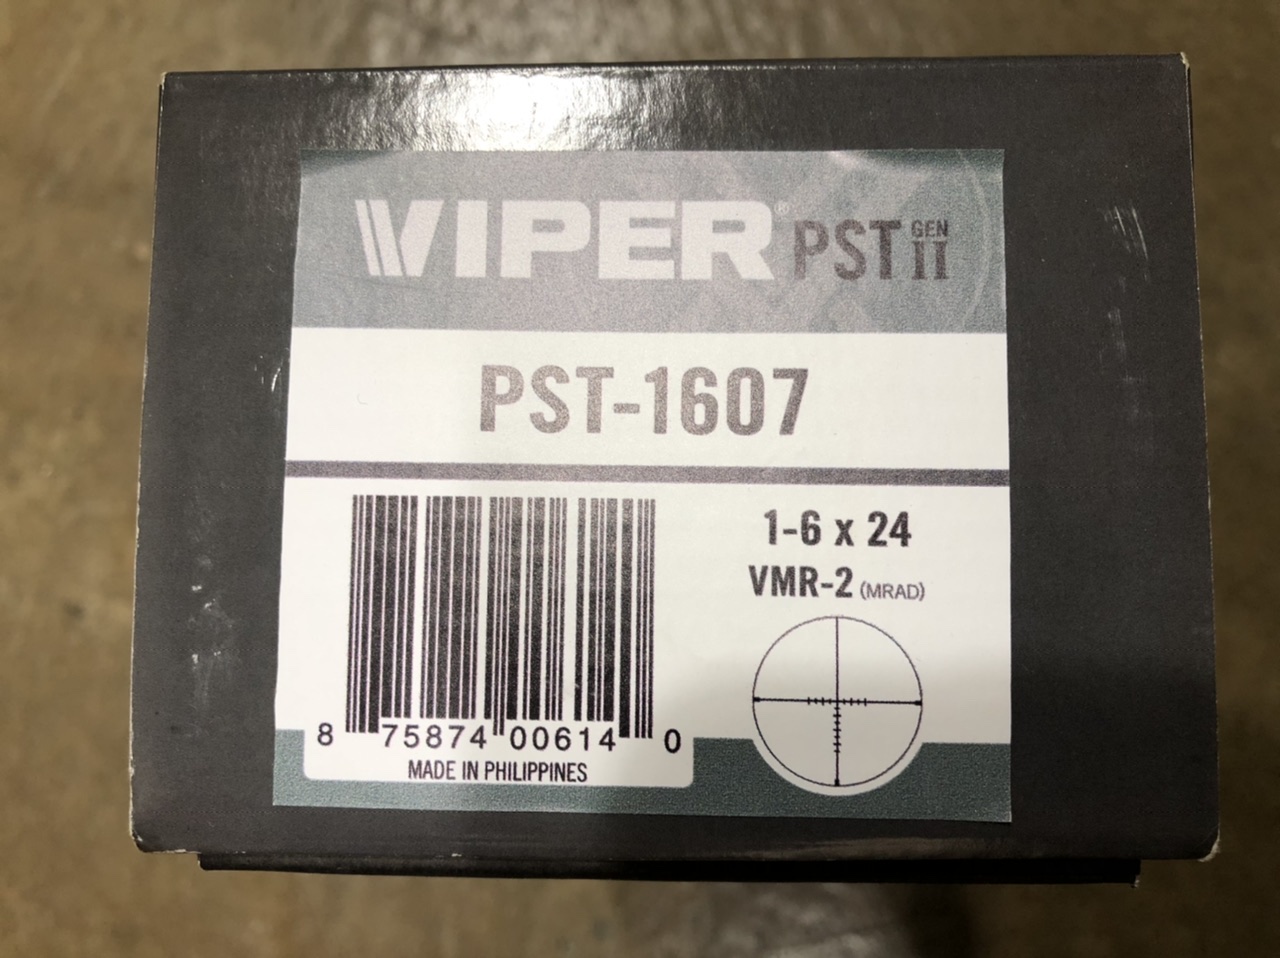 VIPER® PST GEN II
PST-1607
1-6 x 24
VMR-2 (MRAD)
8 75874 00614 0
MADE IN PHILIPPINES